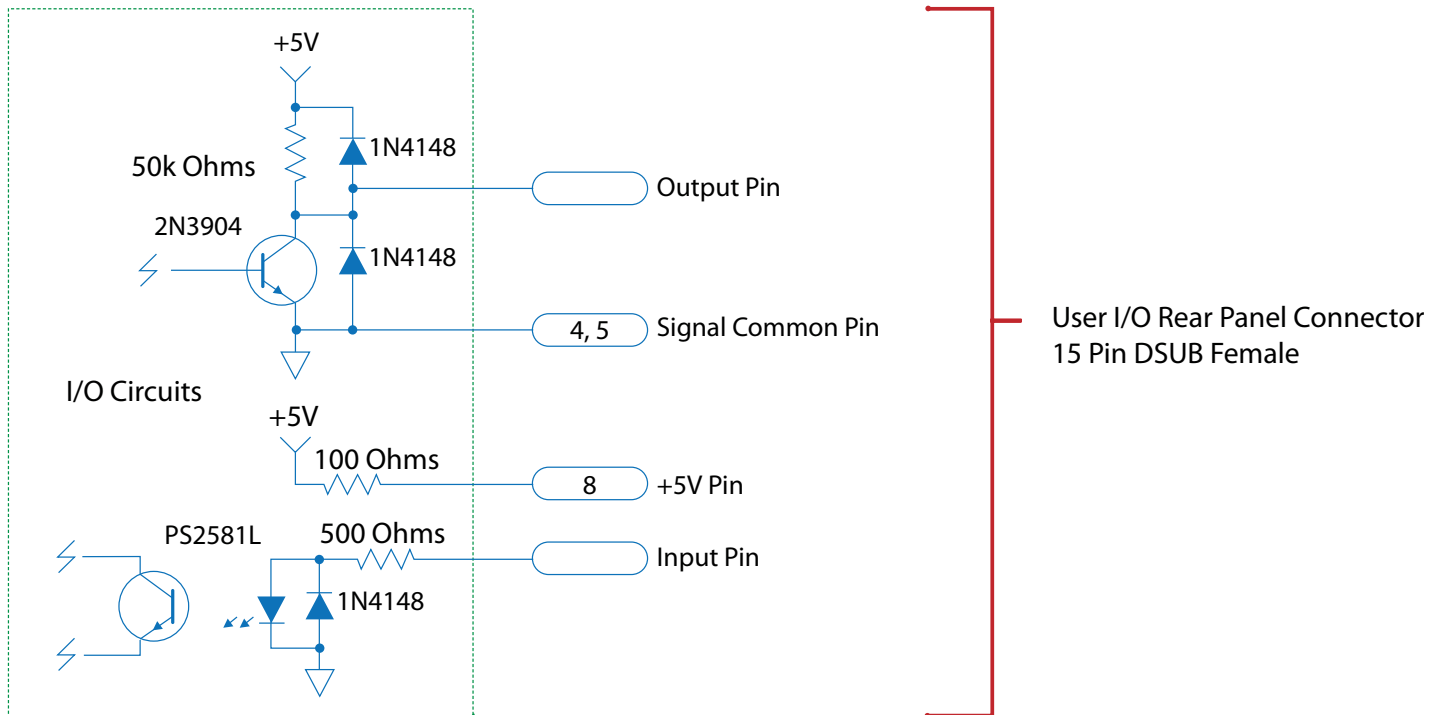 +5V
1N4148
50k Ohms
Output Pin
2N3904
1N4148
4, 5
Signal Common Pin
User I/O Rear Panel Connector
15 Pin DSUB Female
I/O Circuits
+5V
100 Ohms
8
+5V Pin
PS2581L
500 Ohms
Input Pin
1N4148